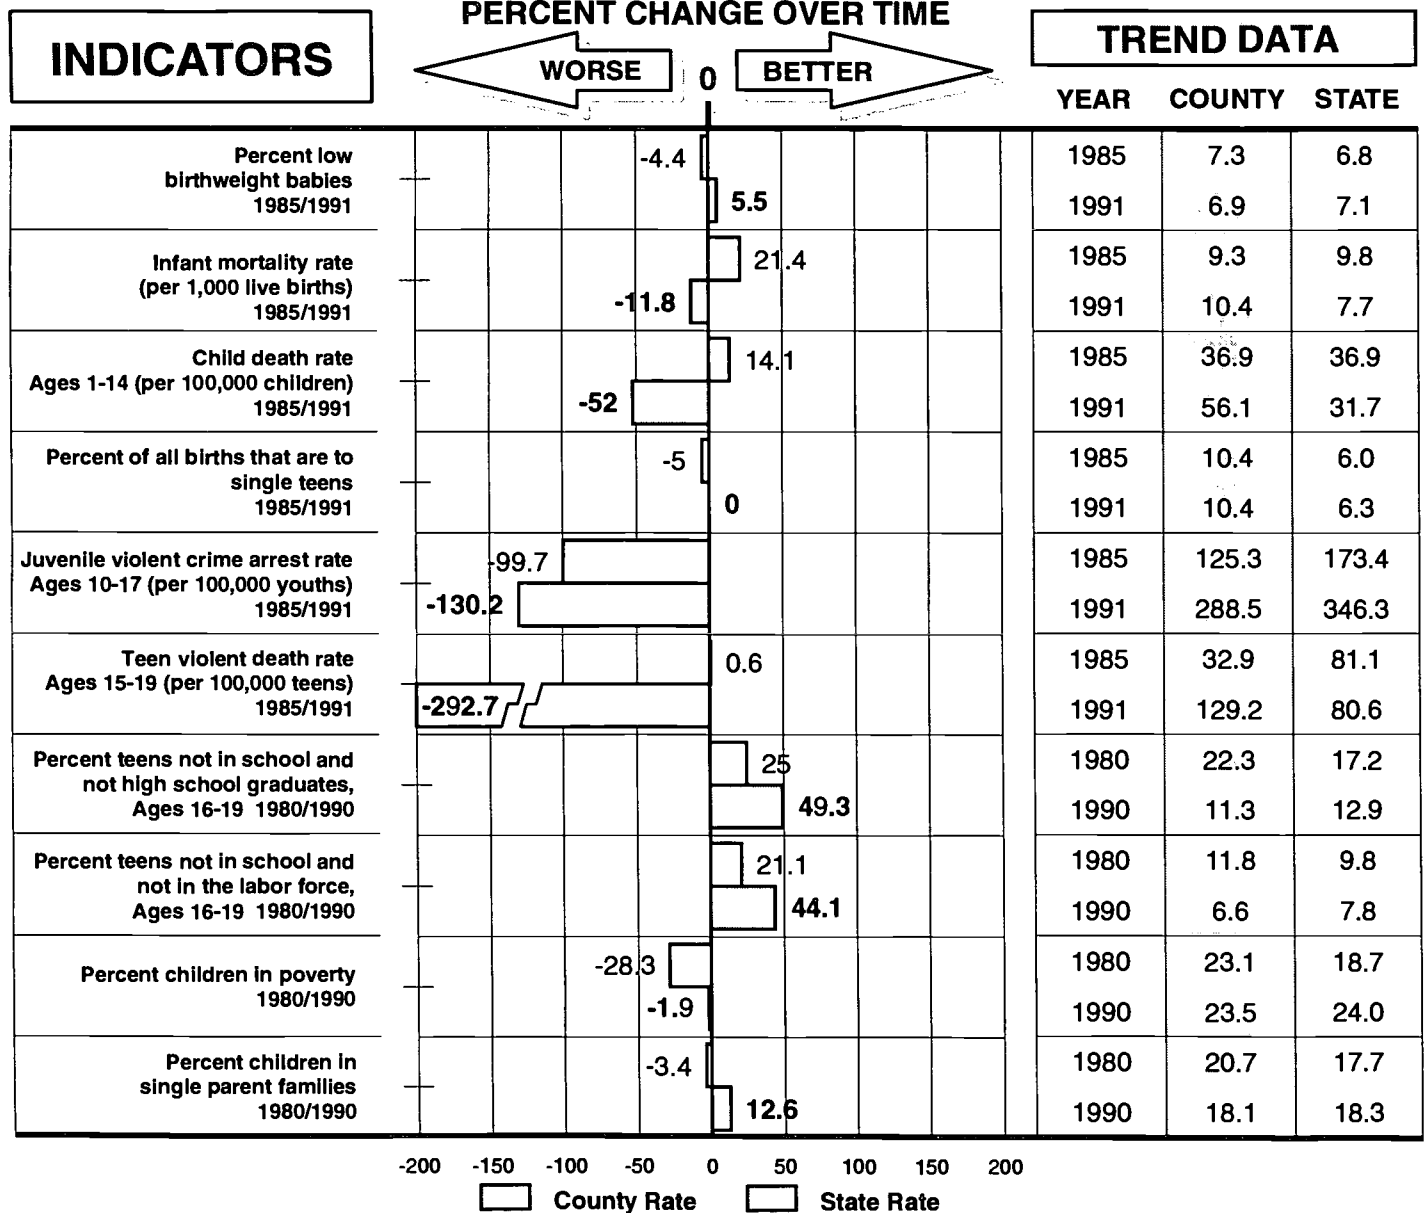 PERCENT CHANGE OVER TIME
INDICATORS
WORSE
0
BETTER
TREND DATA
YEAR COUNTY STATE
Percent low
birthweight babies
1985/1991
-4.4
5.5
1985 7.3 6.8
1991 6.9 7.1
Infant mortality rate
(per 1,000 live births)
1985/1991
21.4
-11.8
1985 9.3 9.8
1991 10.4 7.7
Child death rate
Ages 1-14 (per 100,000 children)
1985/1991
14.1
-52
1985 36.9 36.9
1991 56.1 31.7
Percent of all births that are to
single teens
1985/1991
-5
0
1985 10.4 6.0
1991 10.4 6.3
Juvenile violent crime arrest rate
Ages 10-17 (per 100,000 youths)
1985/1991
-99.7
-130.2
1985 125.3 173.4
1991 288.5 346.3
Teen violent death rate
Ages 15-19 (per 100,000 teens)
1985/1991
0.6
-292.7
1985 32.9 81.1
1991 129.2 80.6
Percent teens not in school and
not high school graduates,
Ages 16-19 1980/1990
25
49.3
1980 22.3 17.2
1990 11.3 12.9
Percent teens not in school and
not in the labor force,
Ages 16-19 1980/1990
21.1
44.1
1980 11.8 9.8
1990 6.6 7.8
Percent children in poverty
1980/1990
-28.3
-1.9
1980 23.1 18.7
1990 23.5 24.0
Percent children in
single parent families
1980/1990
-3.4
12.6
1980 20.7 17.7
1990 18.1 18.3
-200 -150 -100 -50 0 50 100 150 200
County Rate State Rate